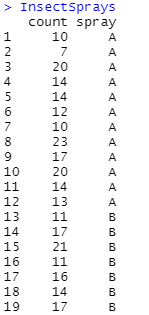 > InsectSprays
count spray
1 10 A
2 7 A
3 20 A
4 14 A
5 14 A
6 12 A
7 10 A
8 23 A
9 17 A
10 20 A
11 14 A
12 13 A
13 11 B
14 17 B
15 21 B
16 11 B
17 16 B
18 14 B
19 17 B